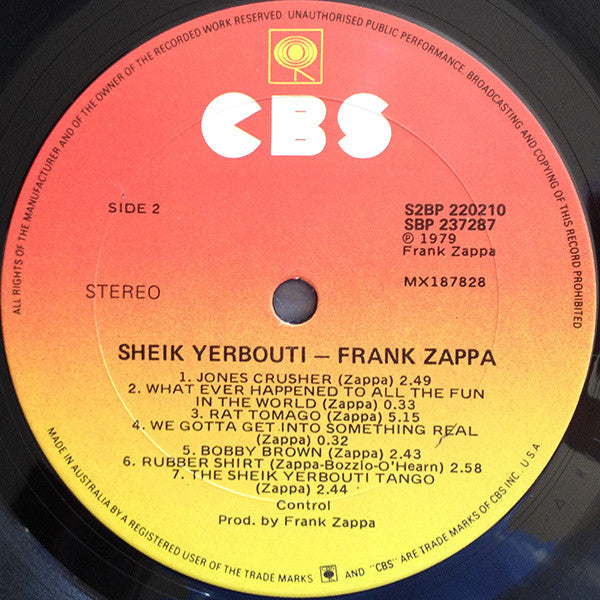 ALL RIGHTS OF THE MANUFACTURER AND OF THE OWNER OF THE RECORDED WORK RESERVED. UNAUTHORISED PUBLIC PERFORMANCE, BROADCASTING AND COPYING OF THIS RECORD PROHIBITED
CBS
SIDE 2
S2BP 220210
SBP 237287
℗ 1979
Frank Zappa
STEREO
MX187828
SHEIK YERBOUTI – FRANK ZAPPA
1. JONES CRUSHER (Zappa) 2.49
2. WHAT EVER HAPPENED TO ALL THE FUN
IN THE WORLD (Zappa) 0.33
3. RAT TOMAGO (Zappa) 5.15
4. WE GOTTA GET INTO SOMETHING REAL
(Zappa) 0.32
5. BOBBY BROWN (Zappa) 2.43
6. RUBBER SHIRT (Zappa-Bozzio-O'Hearn) 2.58
7. THE SHEIK YERBOUTI TANGO
(Zappa) 2.44
Control
Prod. by Frank Zappa
MADE IN AUSTRALIA BY A REGISTERED USER OF THE TRADE MARKS AND "CBS" ARE TRADE MARKS OF CBS INC. U.S.A.